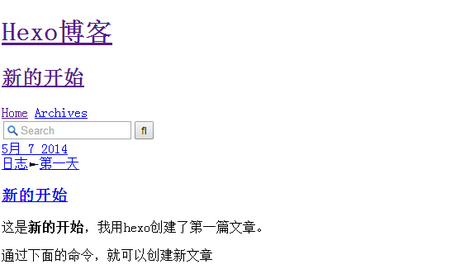 Hexo博客
新的开始
Home Archives
Search fl
5月 7 2014
日志►第一天
新的开始
这是新的开始，我用hexo创建了第一篇文章。
通过下面的命令，就可以创建新文章